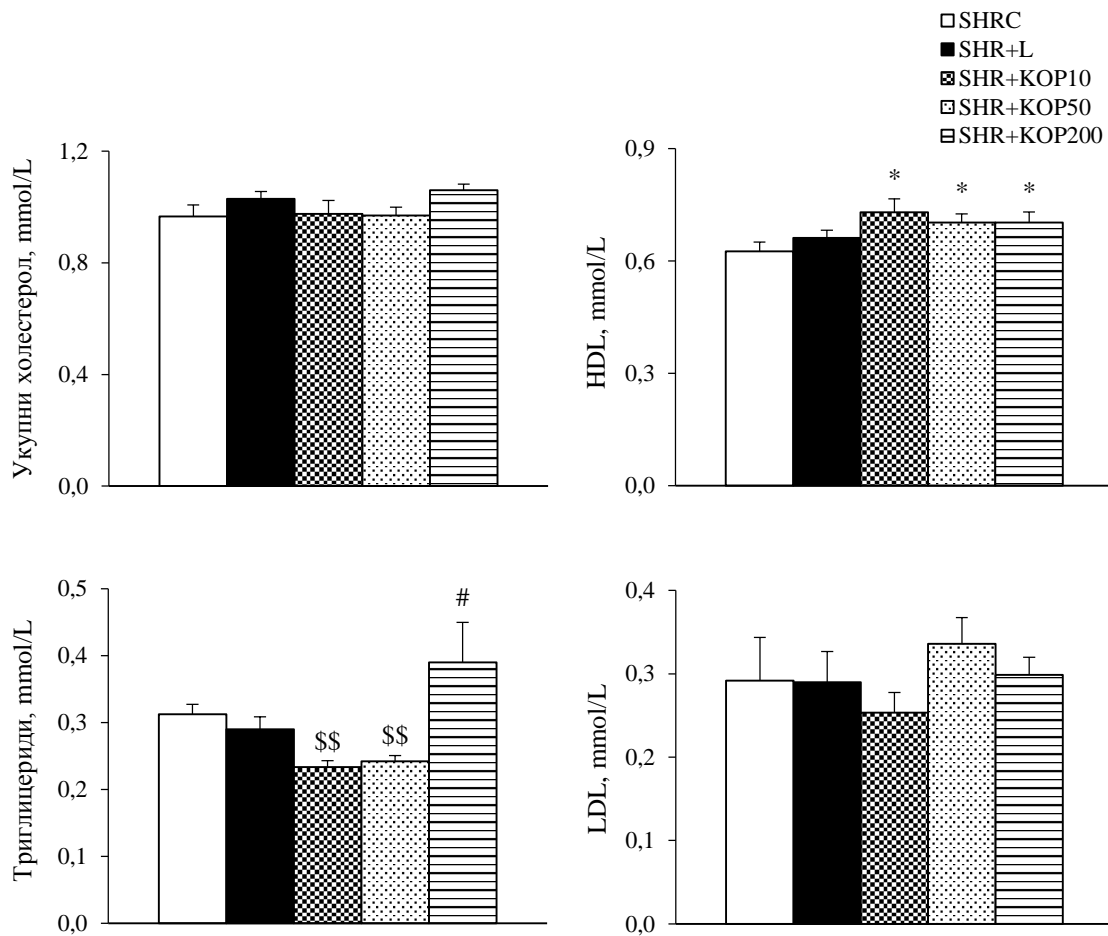 SHRC
SHR+L
SHR+KOP10
SHR+KOP50
SHR+KOP200
Укупни холестерол, mmol/L
1,2
0,8
0,4
0,0
HDL, mmol/L
0,9
0,6
0,3
0,0
* * *
Триглицериди, mmol/L
0,5
0,4
0,3
0,2
0,1
0,0
$$ $$ #
LDL, mmol/L
0,4
0,3
0,2
0,1
0,0